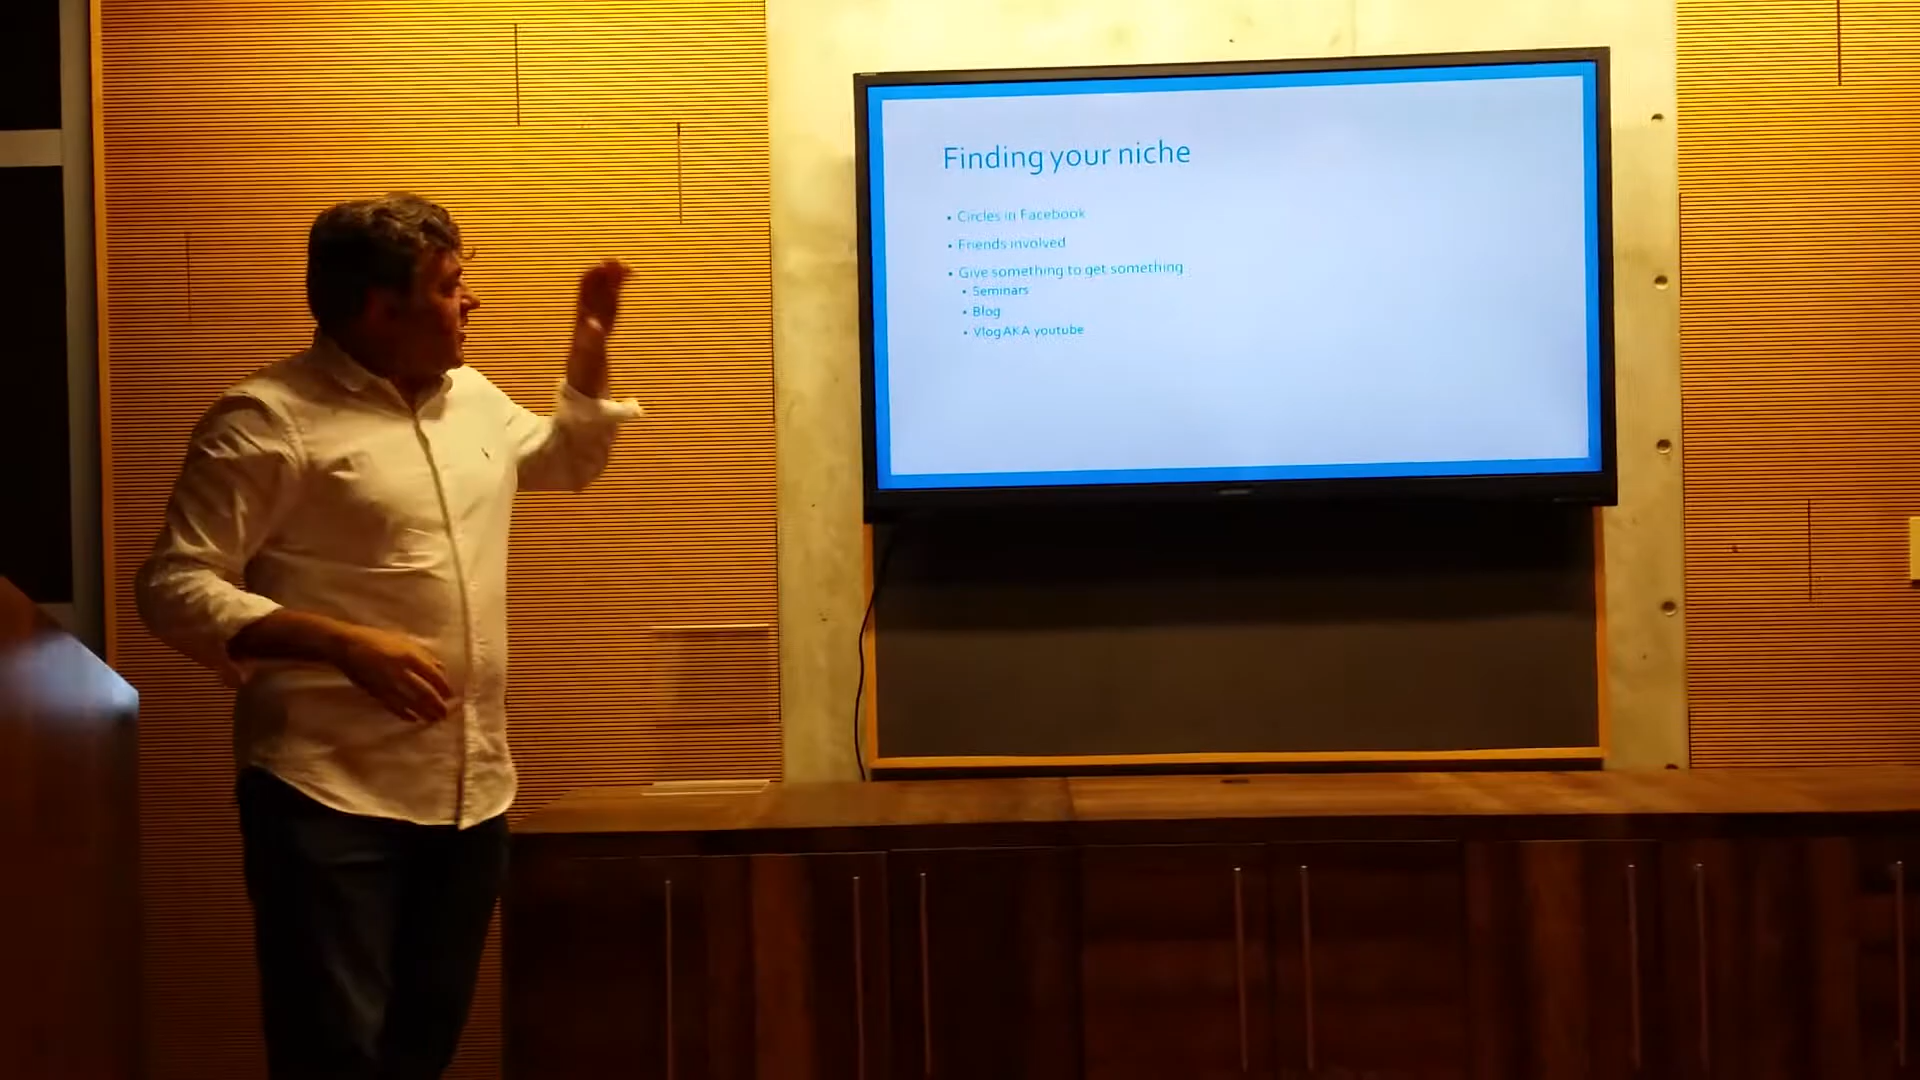 Finding your niche
• Circles in Facebook
• Friends involved
• Give something to get something
• Seminars
• Blog
• Vlog AKA youtube